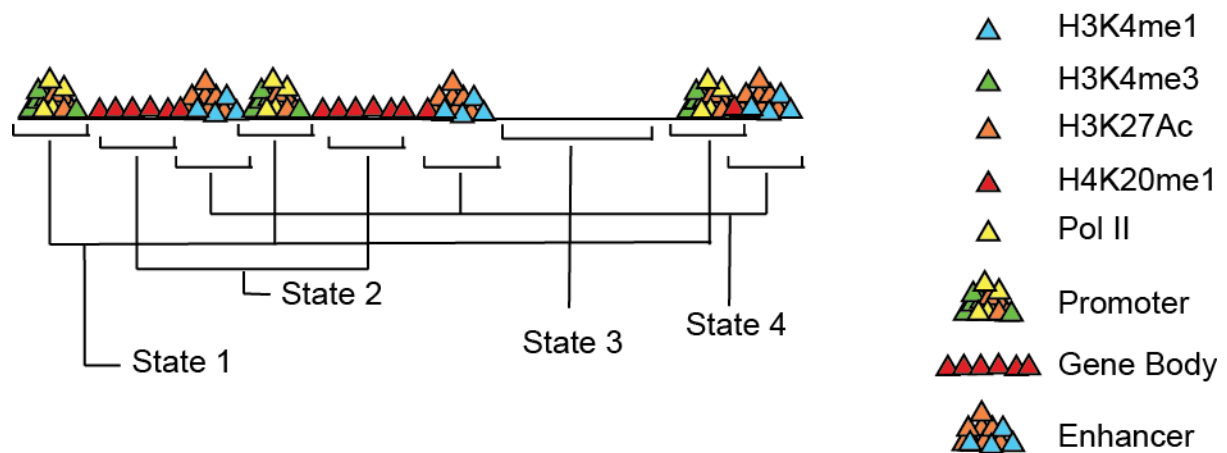 State 1
State 2
State 3
State 4
H3K4me1
H3K4me3
H3K27Ac
H4K20me1
Pol II
Promoter
Gene Body
Enhancer